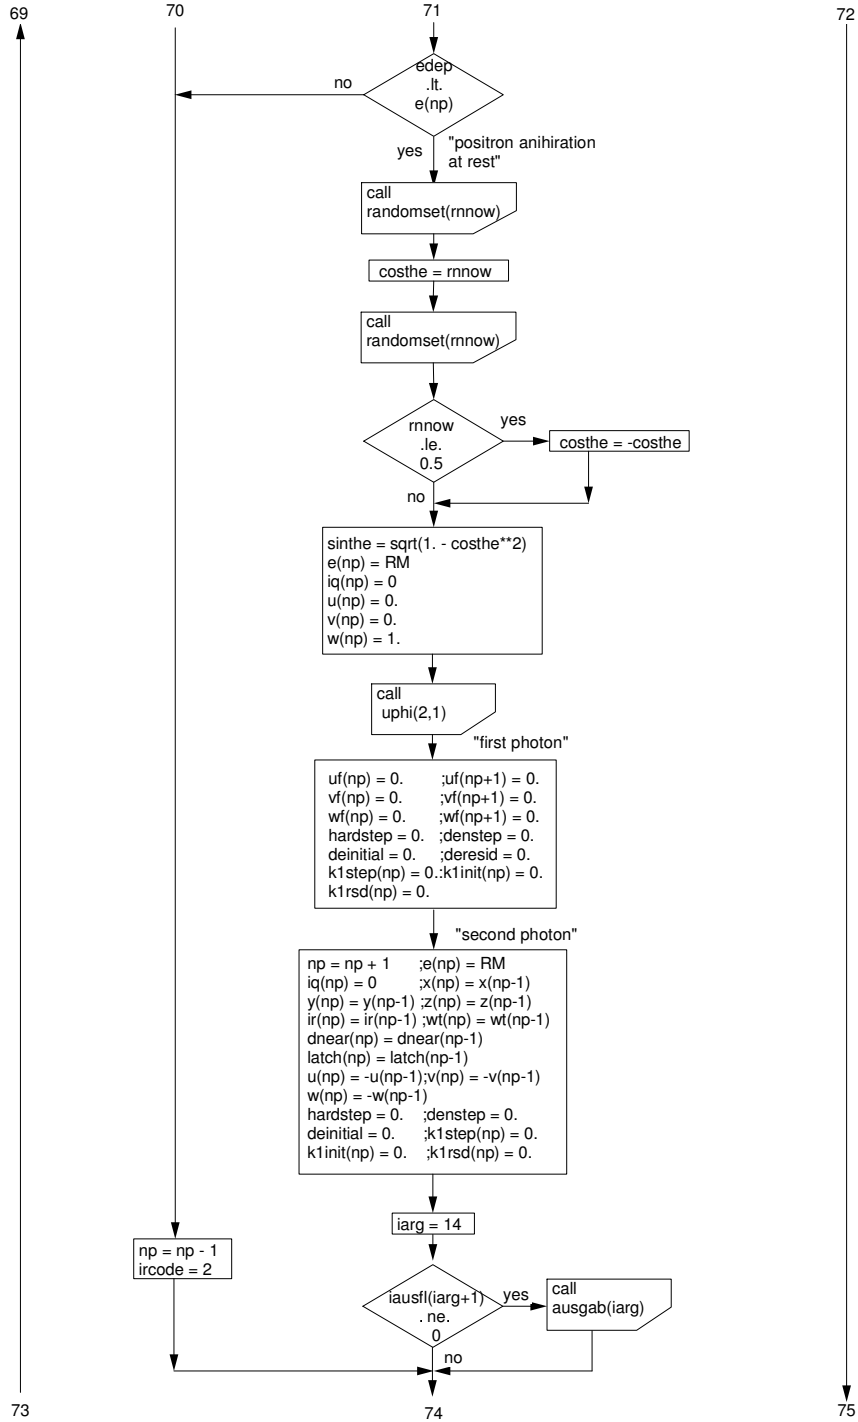 69
70
71
72
edep
.lt.
e(np)
no
yes
"positron anihiration
at rest"
call
randomset(rnnow)
costhe = rnnow
call
randomset(rnnow)
rnnow
.le.
0.5
yes
costhe = -costhe
no
sinthe = sqrt(1. - costhe**2)
e(np) = RM
iq(np) = 0
u(np) = 0.
v(np) = 0.
w(np) = 1.
call
uphi(2,1)
"first photon"
uf(np) = 0. ;uf(np+1) = 0.
vf(np) = 0. ;vf(np+1) = 0.
wf(np) = 0. ;wf(np+1) = 0.
hardstep = 0. ;denstep = 0.
deinitial = 0. ;deresid = 0.
k1step(np) = 0.:k1init(np) = 0.
k1rsd(np) = 0.
"second photon"
np = np + 1 ;e(np) = RM
iq(np) = 0 ;x(np) = x(np-1)
y(np) = y(np-1) ;z(np) = z(np-1)
ir(np) = ir(np-1) ;wt(np) = wt(np-1)
dnear(np) = dnear(np-1)
latch(np) = latch(np-1)
u(np) = -u(np-1);v(np) = -v(np-1)
w(np) = -w(np-1)
hardstep = 0. ;denstep = 0.
deinitial = 0. ;k1step(np) = 0.
k1init(np) = 0. ;k1rsd(np) = 0.
iarg = 14
np = np - 1
ircode = 2
iausfl(iarg+1)
. ne.
0
yes
call
ausgab(iarg)
no
73
74
75